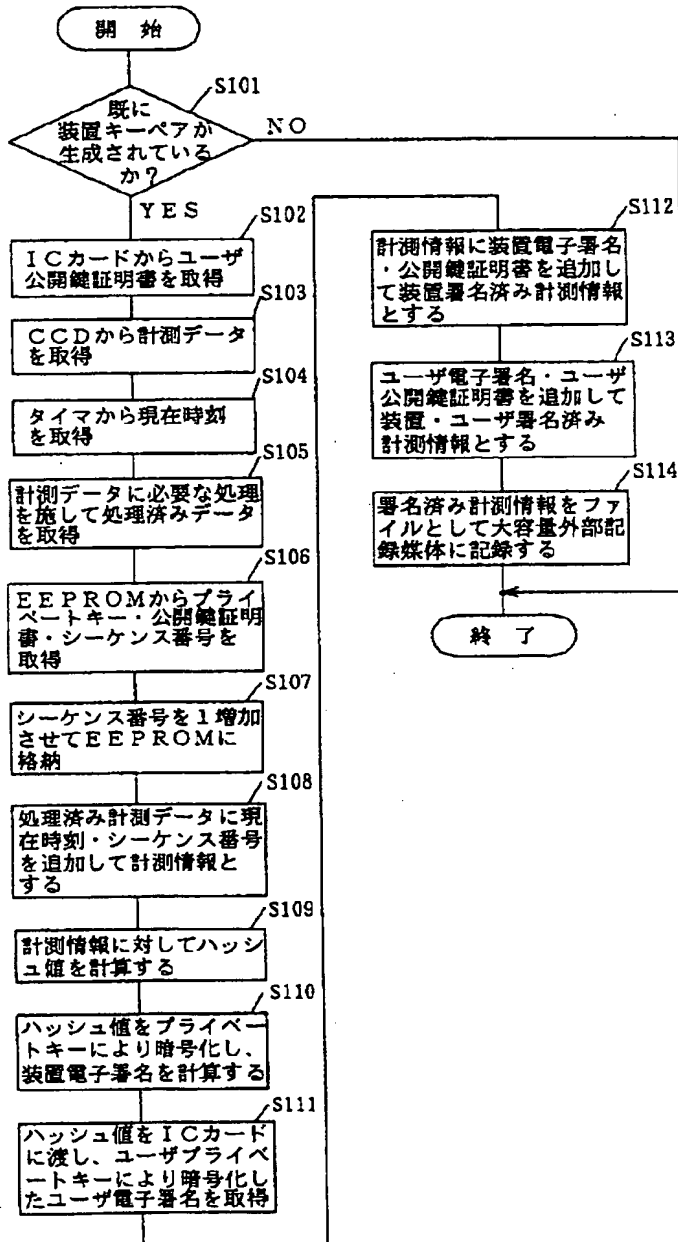 開 始
S101
既に
装置キーペアが
生成されている
か？
NO
YES
S102
ICカードからユーザ
公開鍵証明書を取得
S103
CCDから計測データ
を取得
S104
タイマから現在時刻
を取得
S105
計測データに必要な処理
を施して処理済みデータ
を取得
S106
EEPROMからプライ
ベートキー・公開鍵証明
書・シーケンス番号を
取得
S107
シーケンス番号を１増加
させてEEPROMに
格納
S108
処理済み計測データに現
在時刻・シーケンス番号
を追加して計測情報と
する
S109
計測情報に対してハッシ
ュ値を計算する
S110
ハッシュ値をプライベー
トキーにより暗号化し、
装置電子署名を計算する
S111
ハッシュ値をICカード
に渡し、ユーザプライベ
ートキーにより暗号化し
たユーザ電子署名を取得
S112
計測情報に装置電子署名
・公開鍵証明書を追加し
て装置署名済み計測情報
とする
S113
ユーザ電子署名・ユーザ
公開鍵証明書を追加して
装置・ユーザ署名済み
計測情報とする
S114
署名済み計測情報をファ
イルとして大容量外部記
録媒体に記録する
終 了